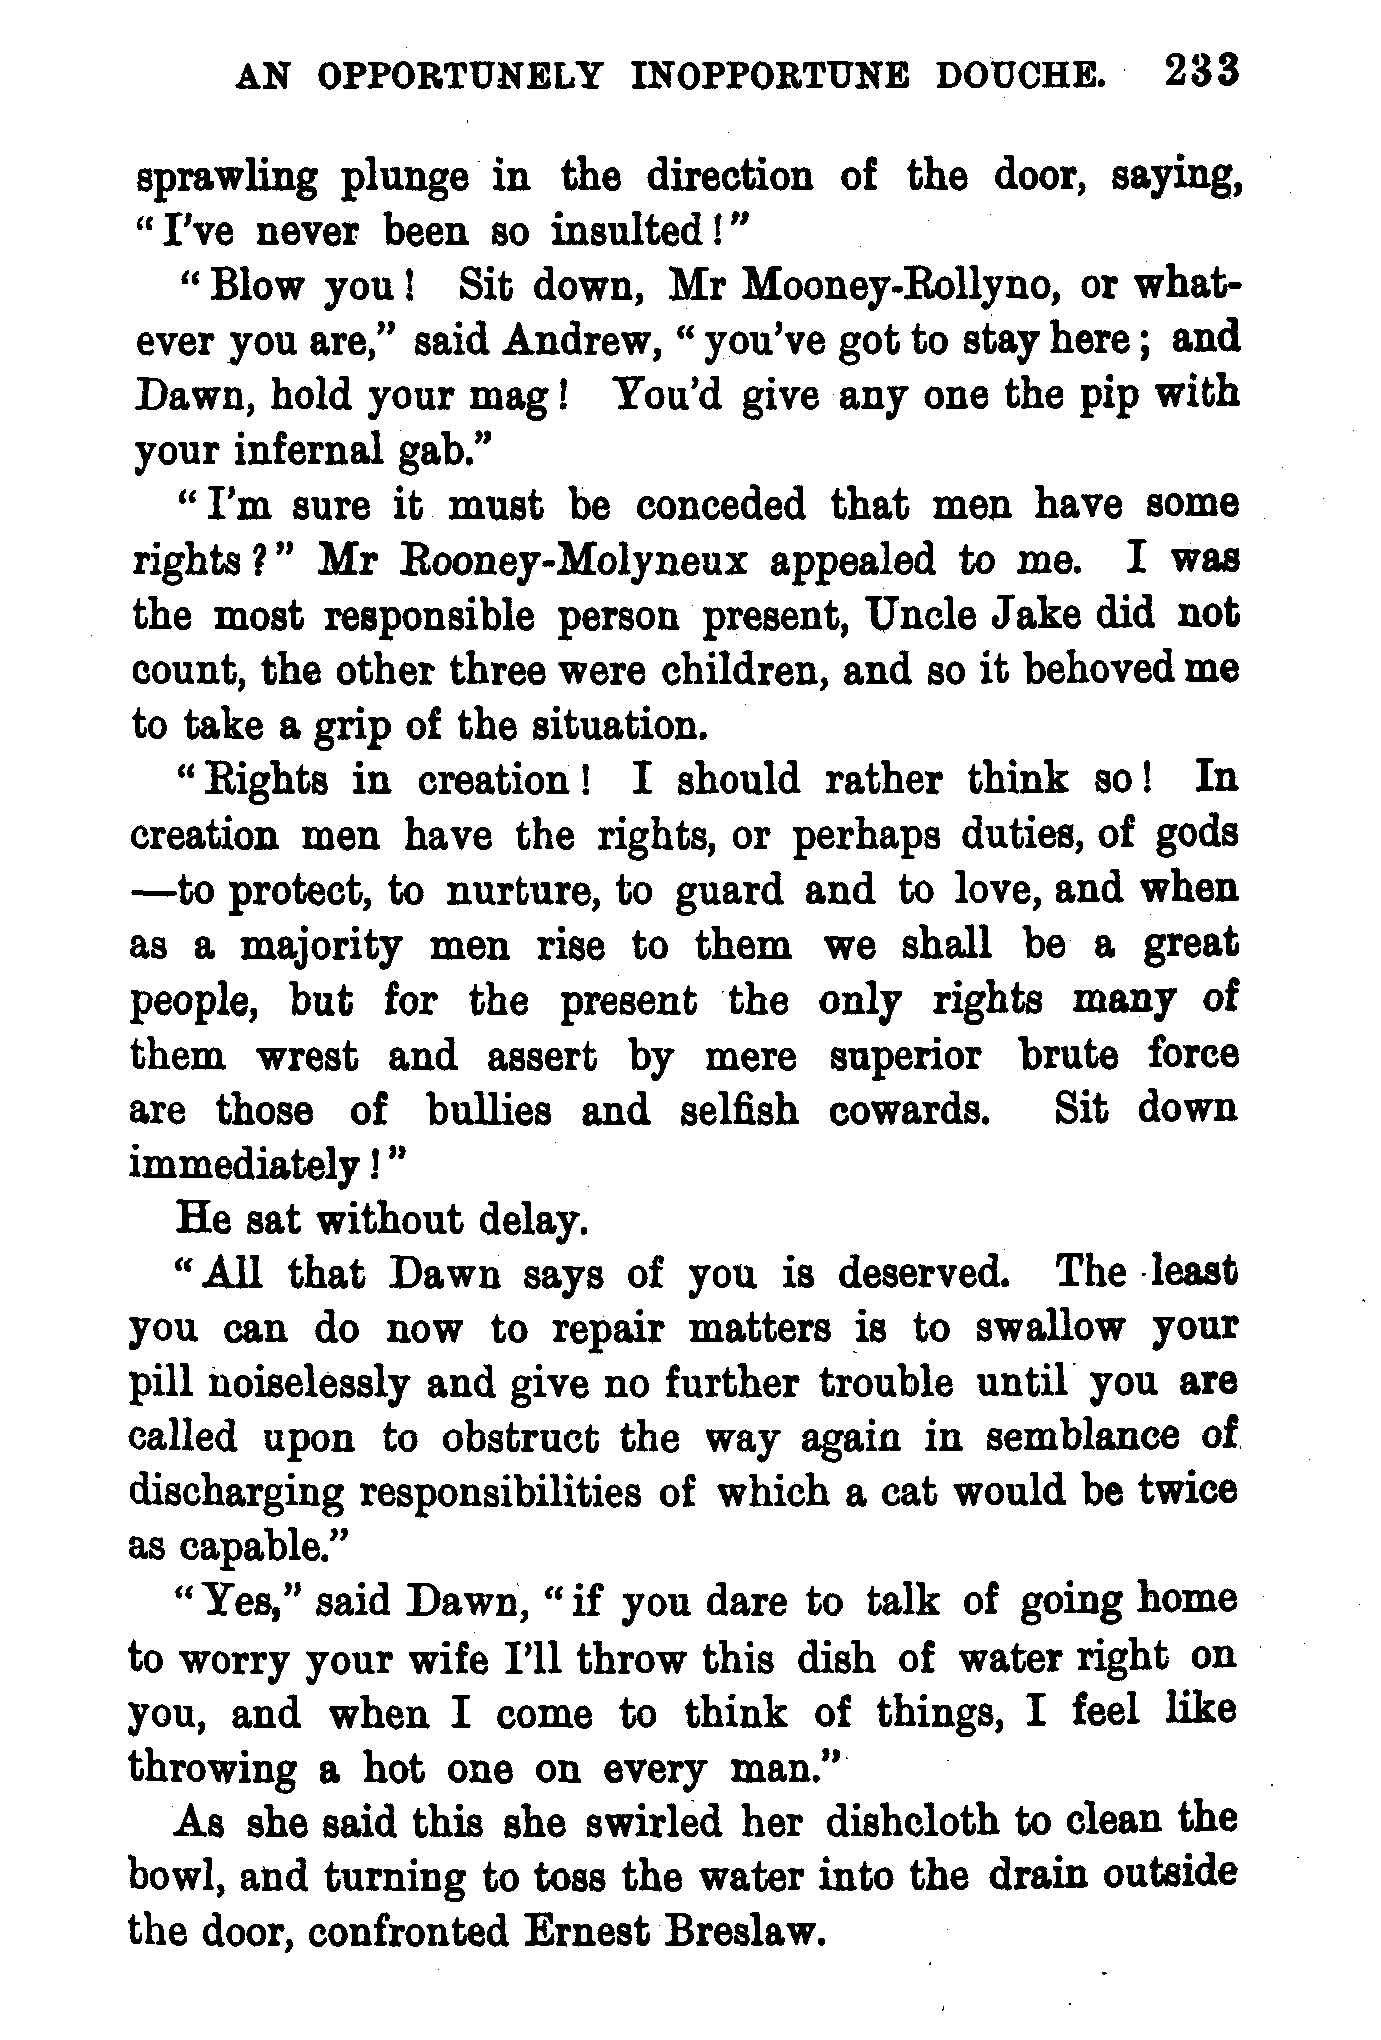 AN OPPORTUNELY INOPPORTUNE DOUCHE. 233
sprawling plunge in the direction of the door, saying,
"I've never been so insulted!"
"Blow you! Sit down, Mr Mooney-Rollyno, or what-
ever you are," said Andrew, "you've got to stay here; and
Dawn, hold your mag! You'd give any one the pip with
your infernal gab."
"I'm sure it must be conceded that men have some
rights?" Mr Rooney-Molyneux appealed to me. I was
the most responsible person present, Uncle Jake did not
count, the other three were children, and so it behoved me
to take a grip of the situation.
"Rights in creation! I should rather think so! In
creation men have the rights, or perhaps duties, of gods
—to protect, to nurture, to guard and to love, and when
as a majority men rise to them we shall be a great
people, but for the present the only rights many of
them wrest and assert by mere superior brute force
are those of bullies and selfish cowards. Sit down
immediately!"
He sat without delay.
"All that Dawn says of you is deserved. The least
you can do now to repair matters is to swallow your
pill noiselessly and give no further trouble until you are
called upon to obstruct the way again in semblance of
discharging responsibilities of which a cat would be twice
as capable."
"Yes," said Dawn, "if you dare to talk of going home
to worry your wife I'll throw this dish of water right on
you, and when I come to think of things, I feel like
throwing a hot one on every man."
As she said this she swirled her dishcloth to clean the
bowl, and turning to toss the water into the drain outside
the door, confronted Ernest Breslaw.